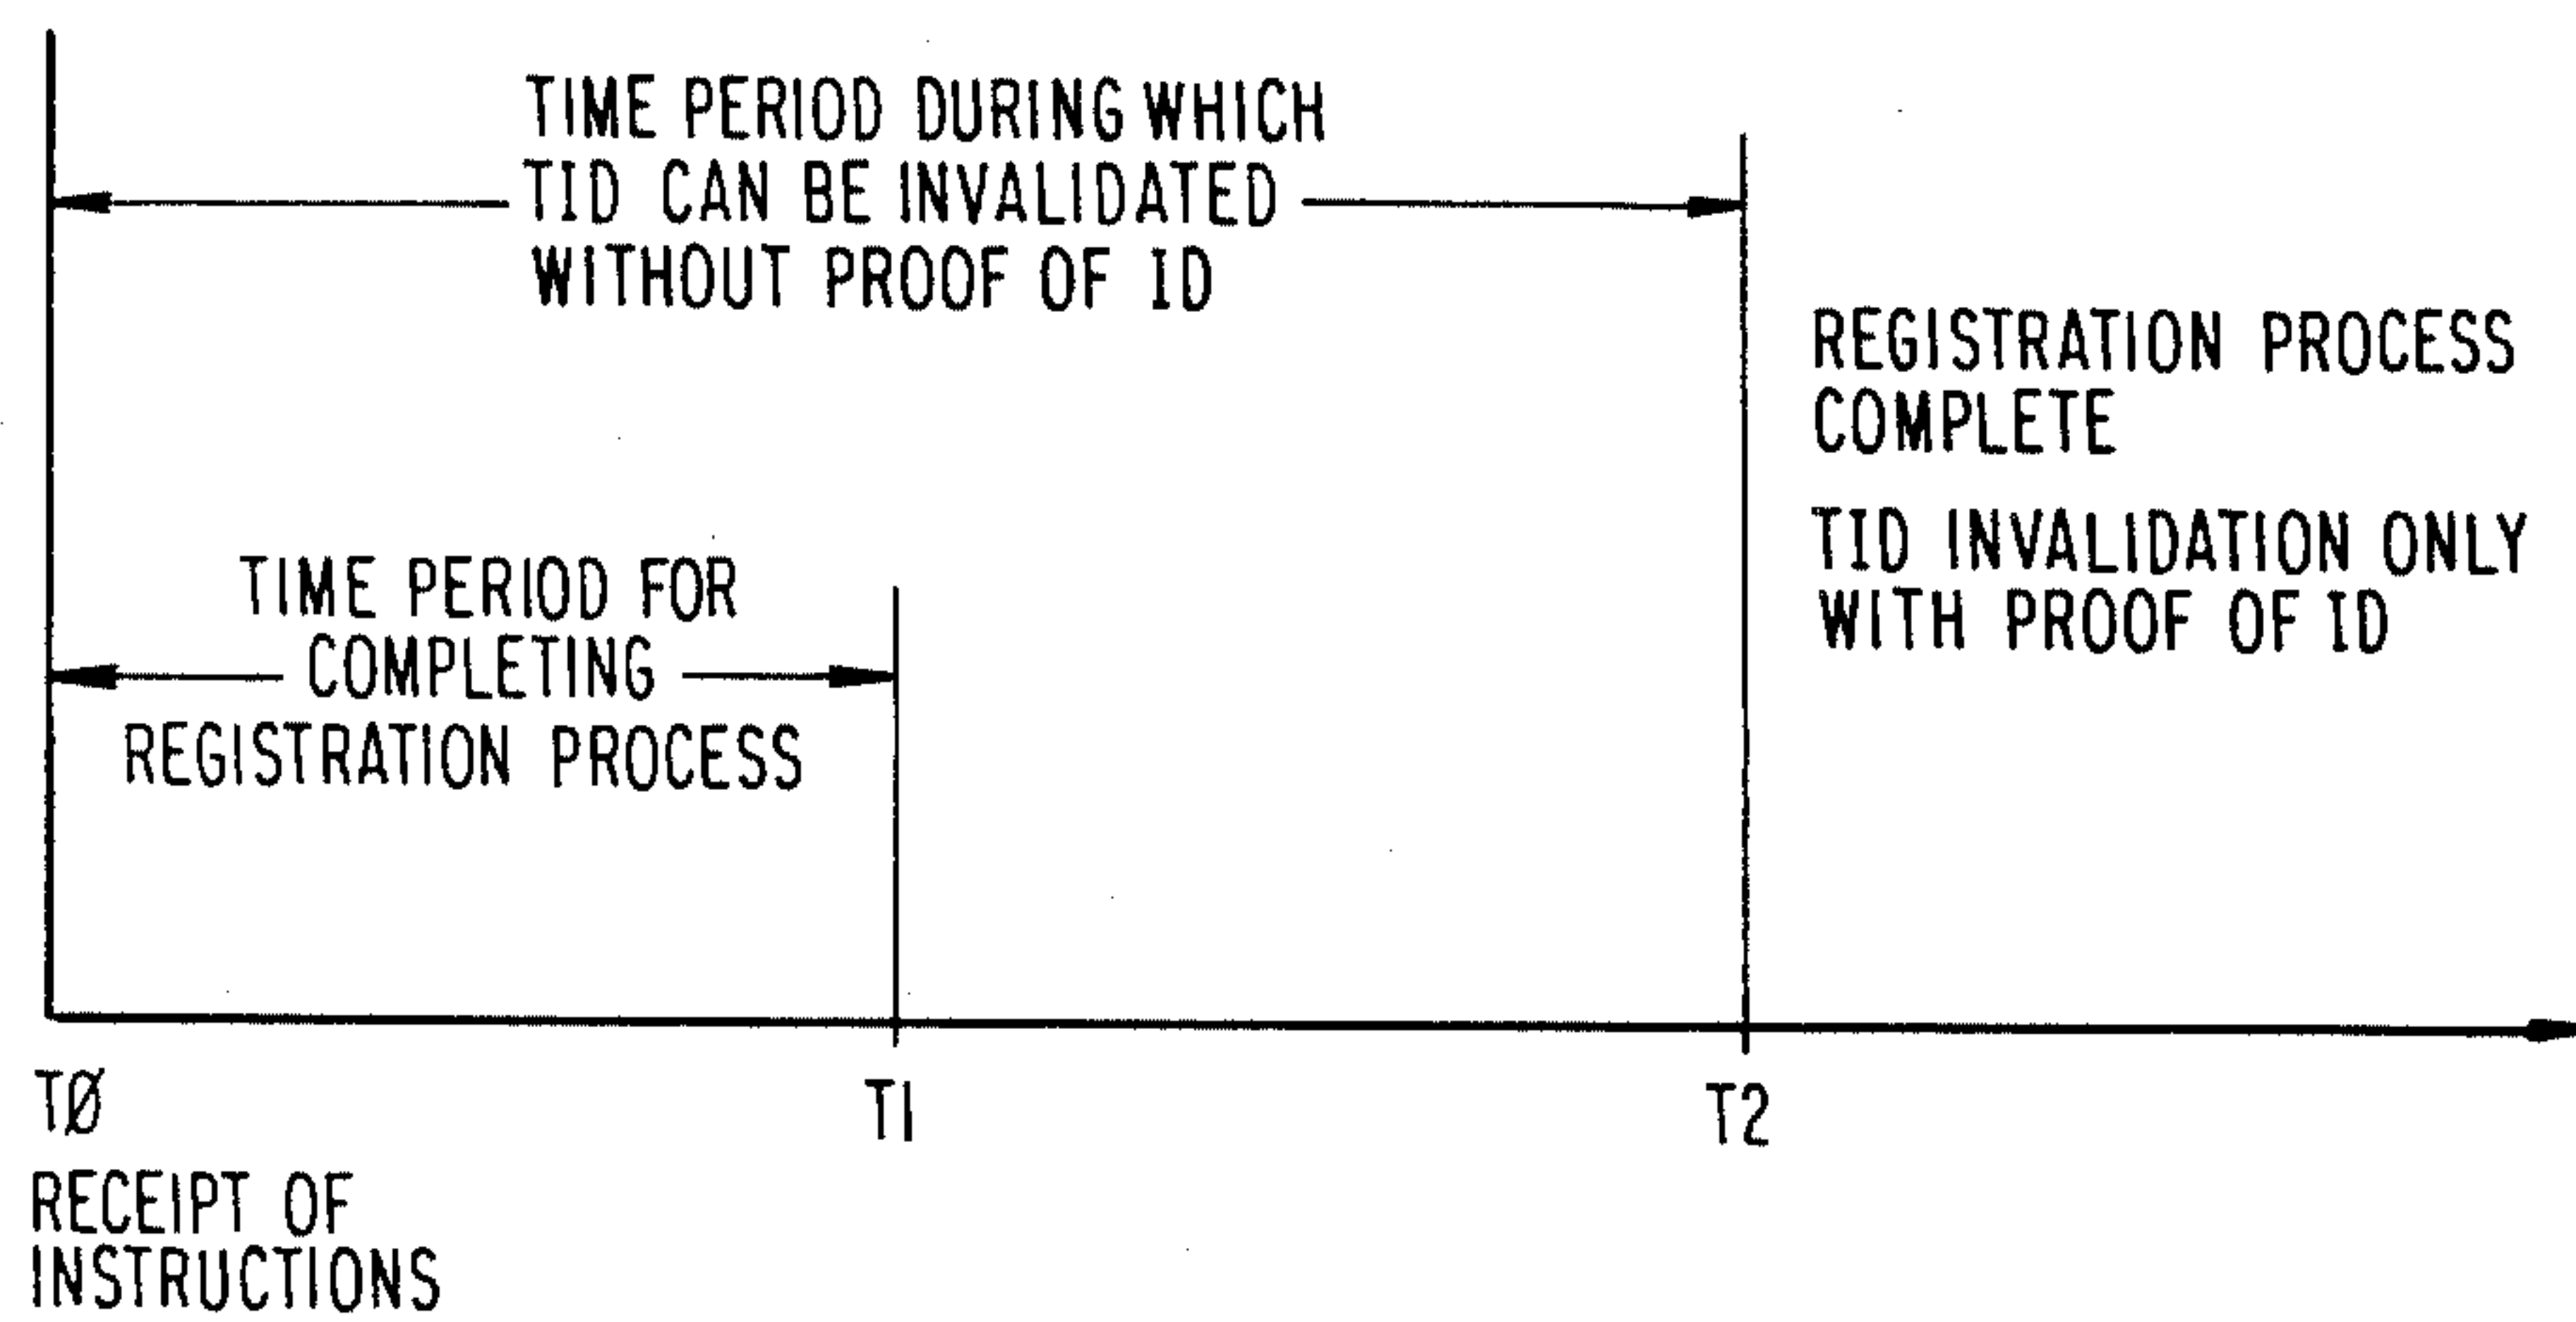 TIME PERIOD DURING WHICH
TID CAN BE INVALIDATED
WITHOUT PROOF OF ID
REGISTRATION PROCESS
COMPLETE
TID INVALIDATION ONLY
WITH PROOF OF ID
TIME PERIOD FOR
COMPLETING
REGISTRATION PROCESS
TØ
T1
T2
RECEIPT OF
INSTRUCTIONS